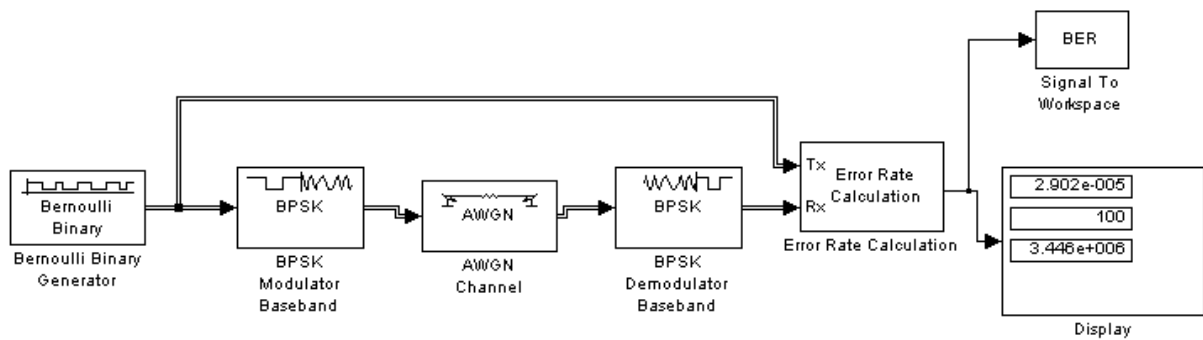 BER
Signal To
Workspace
Tx
Rx
Error Rate
Calculation
Error Rate Calculation
Bernoulli
Binary
Bernoulli Binary
Generator
BPSK
BPSK
Modulator
Baseband
AWGN
AWGN
Channel
BPSK
BPSK
Demodulator
Baseband
2.902e-005
100
3.446e+006
Display